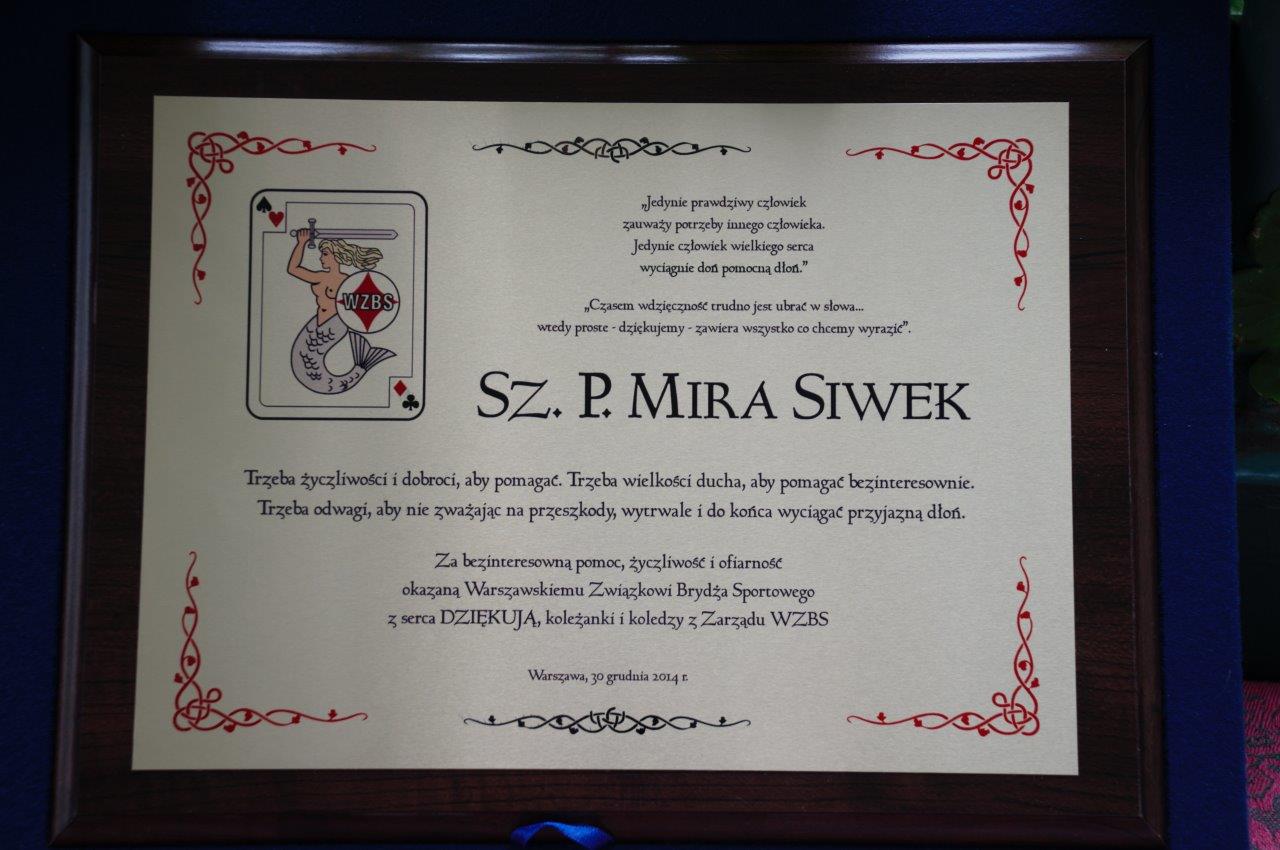 WZBS
„Jedynie prawdziwy człowiek
zauważy potrzeby innego człowieka.
Jedynie człowiek wielkiego serca
wyciągnie doń pomocną dłoń.”
„Czasem wdzięczność trudno jest ubrać w słowa...
wtedy proste - dziękujemy - zawiera wszystko co chcemy wyrazić”.
SZ. P. MIRA SIWEK
Trzeba życzliwości i dobroci, aby pomagać. Trzeba wielkości ducha, aby pomagać bezinteresownie.
Trzeba odwagi, aby nie zważając na przeszkody, wytrwale i do końca wyciągać przyjazną dłoń.
Za bezinteresowną pomoc, życzliwość i ofiarność
okazaną Warszawskiemu Związkowi Brydża Sportowego
z serca DZIĘKUJĄ, koleżanki i koledzy z Zarządu WZBS
Warszawa, 30 grudnia 2014 r.